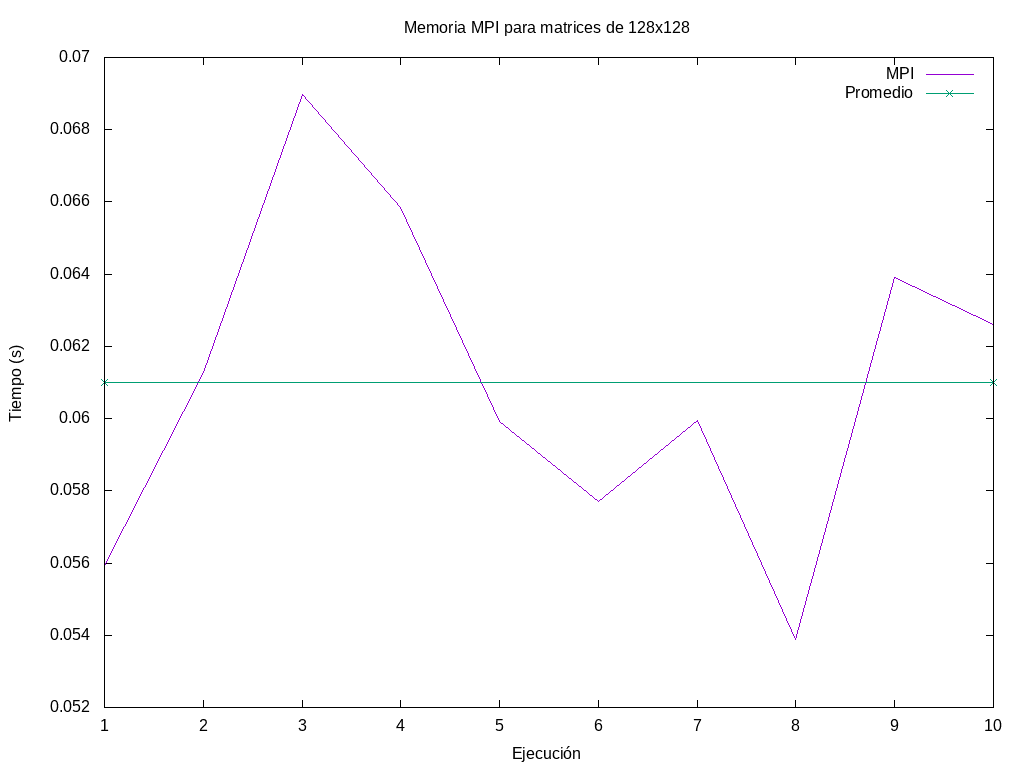 Memoria MPI para matrices de 128x128
MPI
Promedio
0.07
0.068
0.066
0.064
0.062
0.06
0.058
0.056
0.054
0.052
Tiempo (s)
1 2 3 4 5 6 7 8 9 10
Ejecución